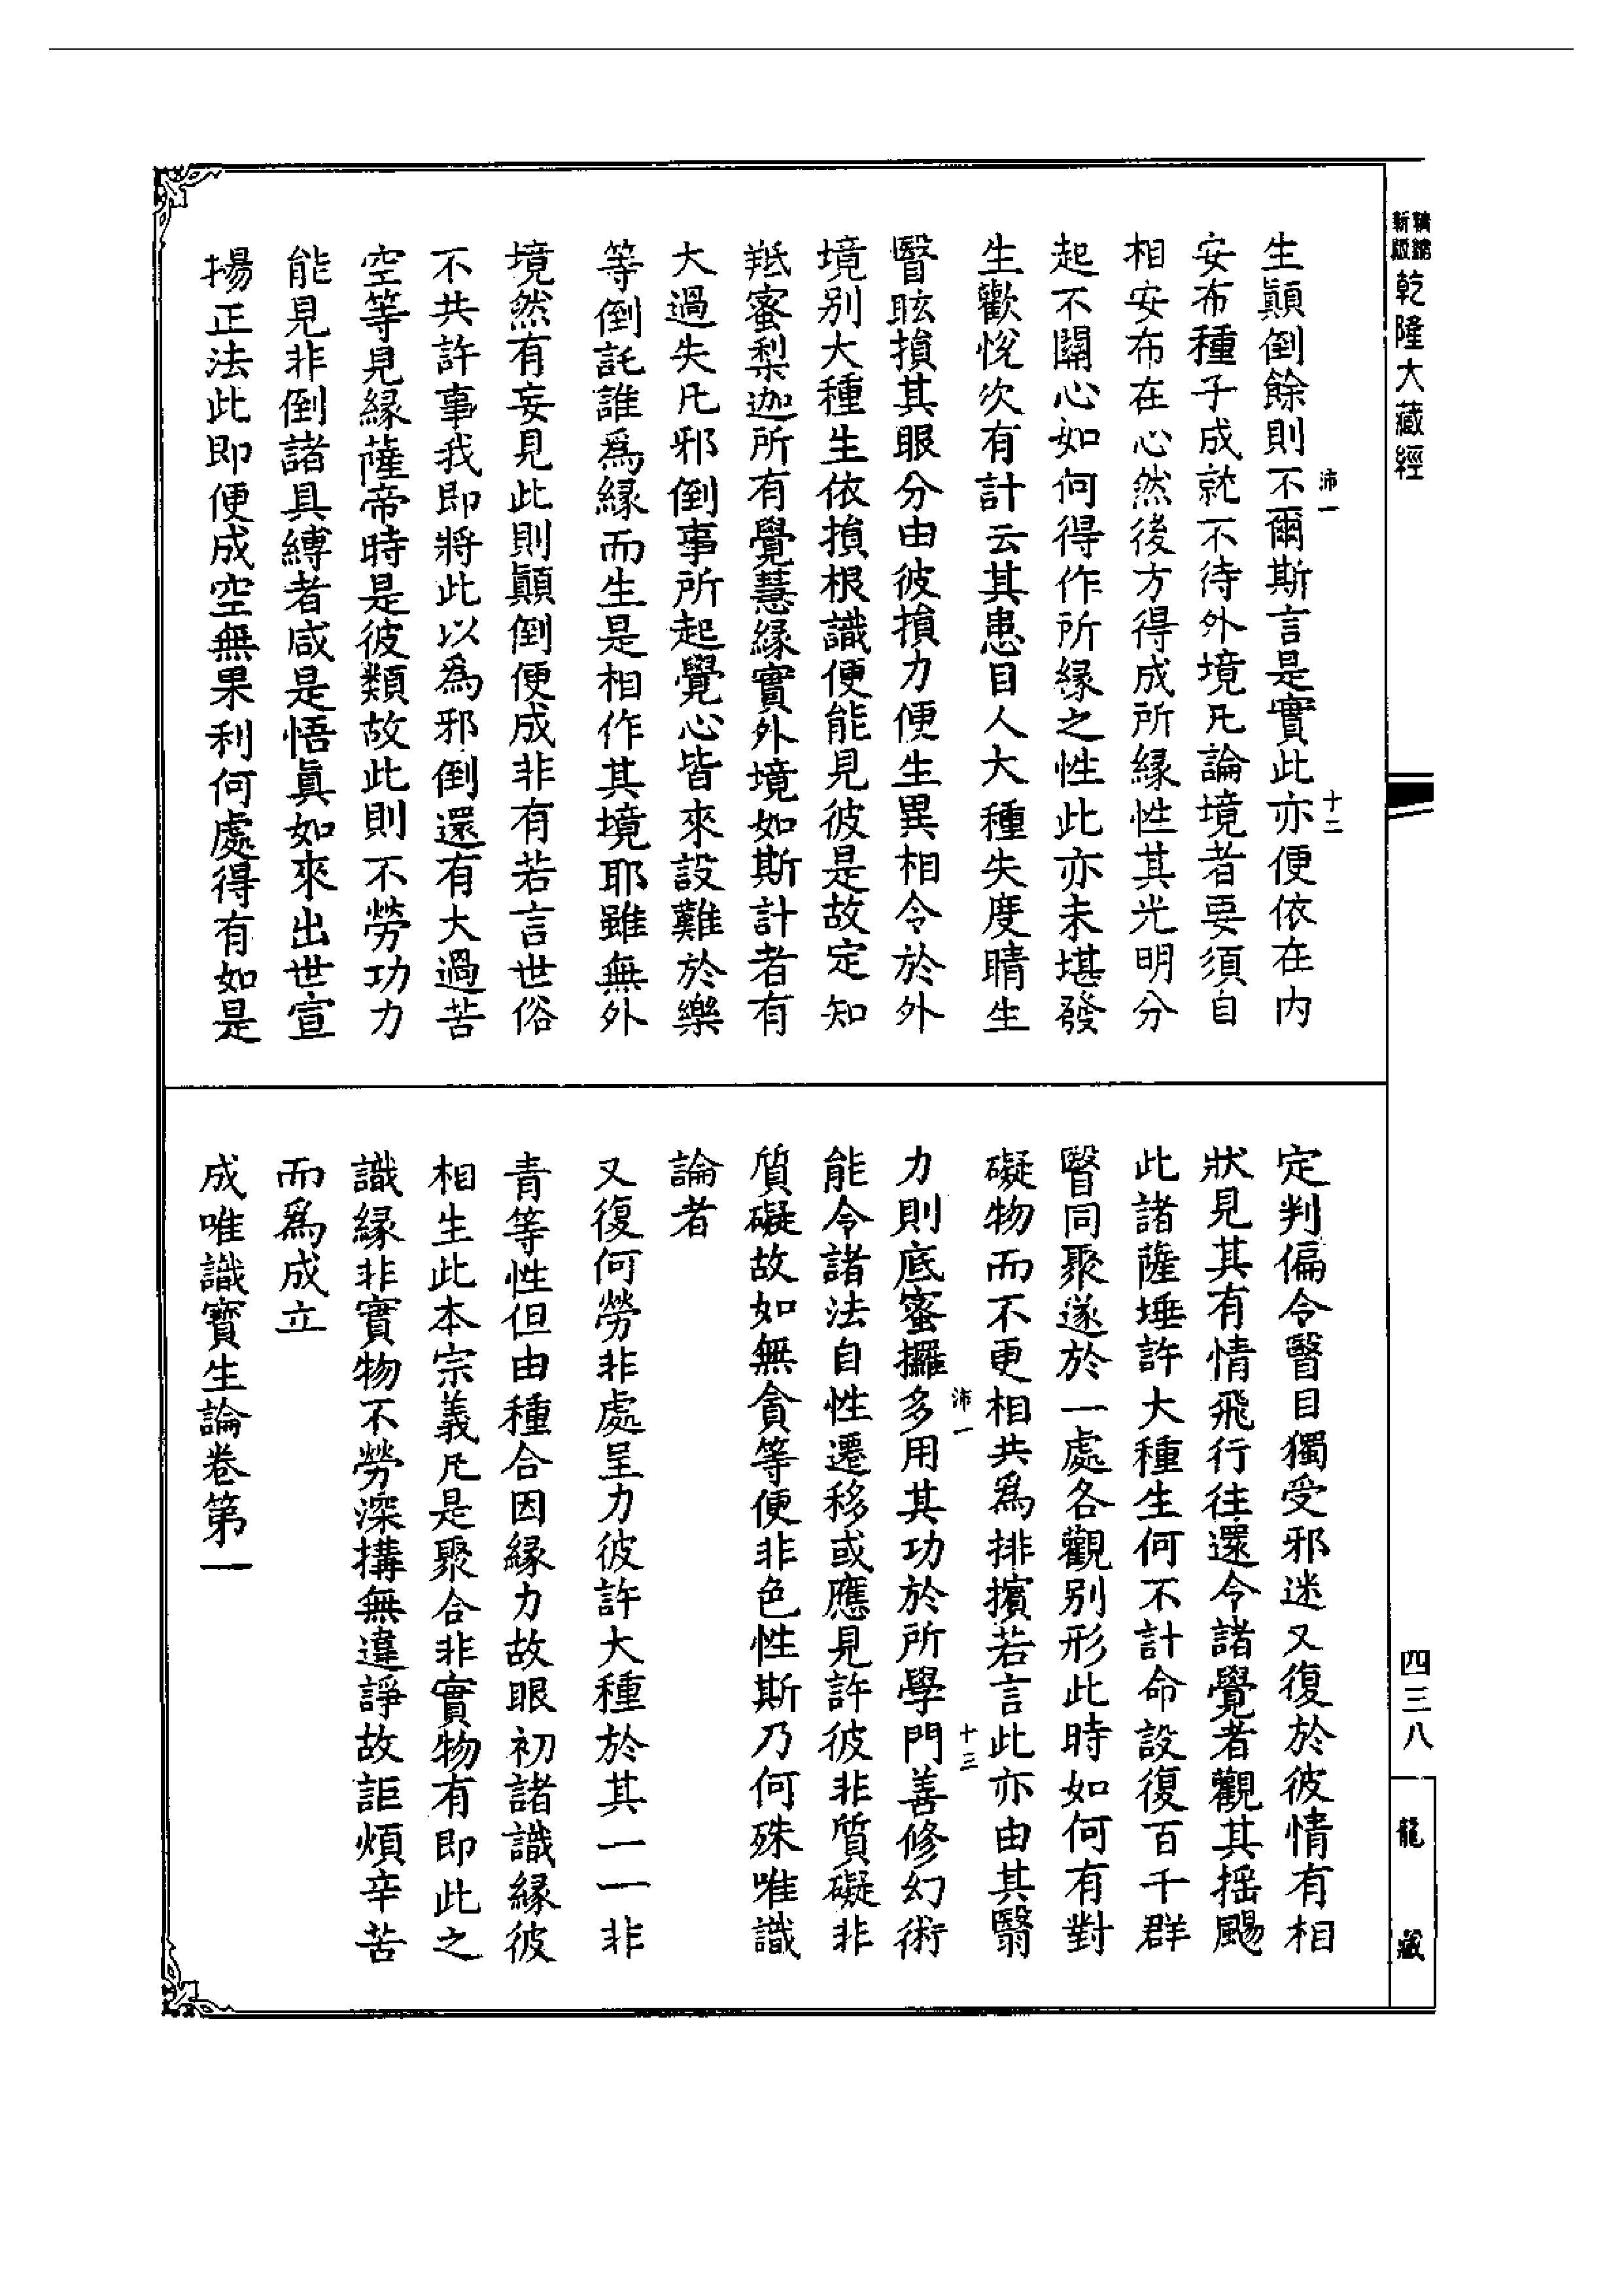 新版精縮乾隆大藏經
沛一
十二
生顚倒餘則不爾斯言是實此亦便依在内
安布種子成就不待外境凡論境者要須自
相安布在心然後方得成所緣性其光明分
起不關心如何得作所緣之性此亦未堪發
生歡悅次有計云其患目人大種失度睛生
瞖眩損其眼分由彼損力便生異相令於外
境別大種生依損根識便能見彼是故定知
羝蜜梨迦所有覺慧緣實外境如斯計者有
大過失凡邪倒事所起覺心皆來設難於樂
等倒託誰爲緣而生是相作其境耶雖無外
境然有妄見此則顚倒便成非有若言世俗
不共許事我即將此以爲邪倒還有大過苦
空等見緣薩帝時是彼類故此則不勞功力
能見非倒諸具縛者咸是悟眞如來出世宣
揚正法此即便成空無果利何處得有如是
定判偏令瞖目獨受邪迷又復於彼情有相
狀見其有情飛行往還令諸覺者觀其搖颺
此諸薩埵許大種生何不計命設復百千群
瞖同聚遂於一處各觀別形此時如何有對
礙物而不更相共爲排擯若言此亦由其翳
沛一
十三
力則底蜜攞多用其功於所學門善修幻術
能令諸法自性遷移或應見許彼非質礙非
質礙故如無貪等便非色性斯乃何殊唯識
論者
又復何勞非處呈力彼許大種於其一一非
青等性但由種合因緣力故眼初諸識緣彼
相生此本宗義凡是聚合非實物有即此之
識緣非實物不勞深搆無違諍故詎煩辛苦
而爲成立
成唯識寶生論卷第一
四三八
龍藏